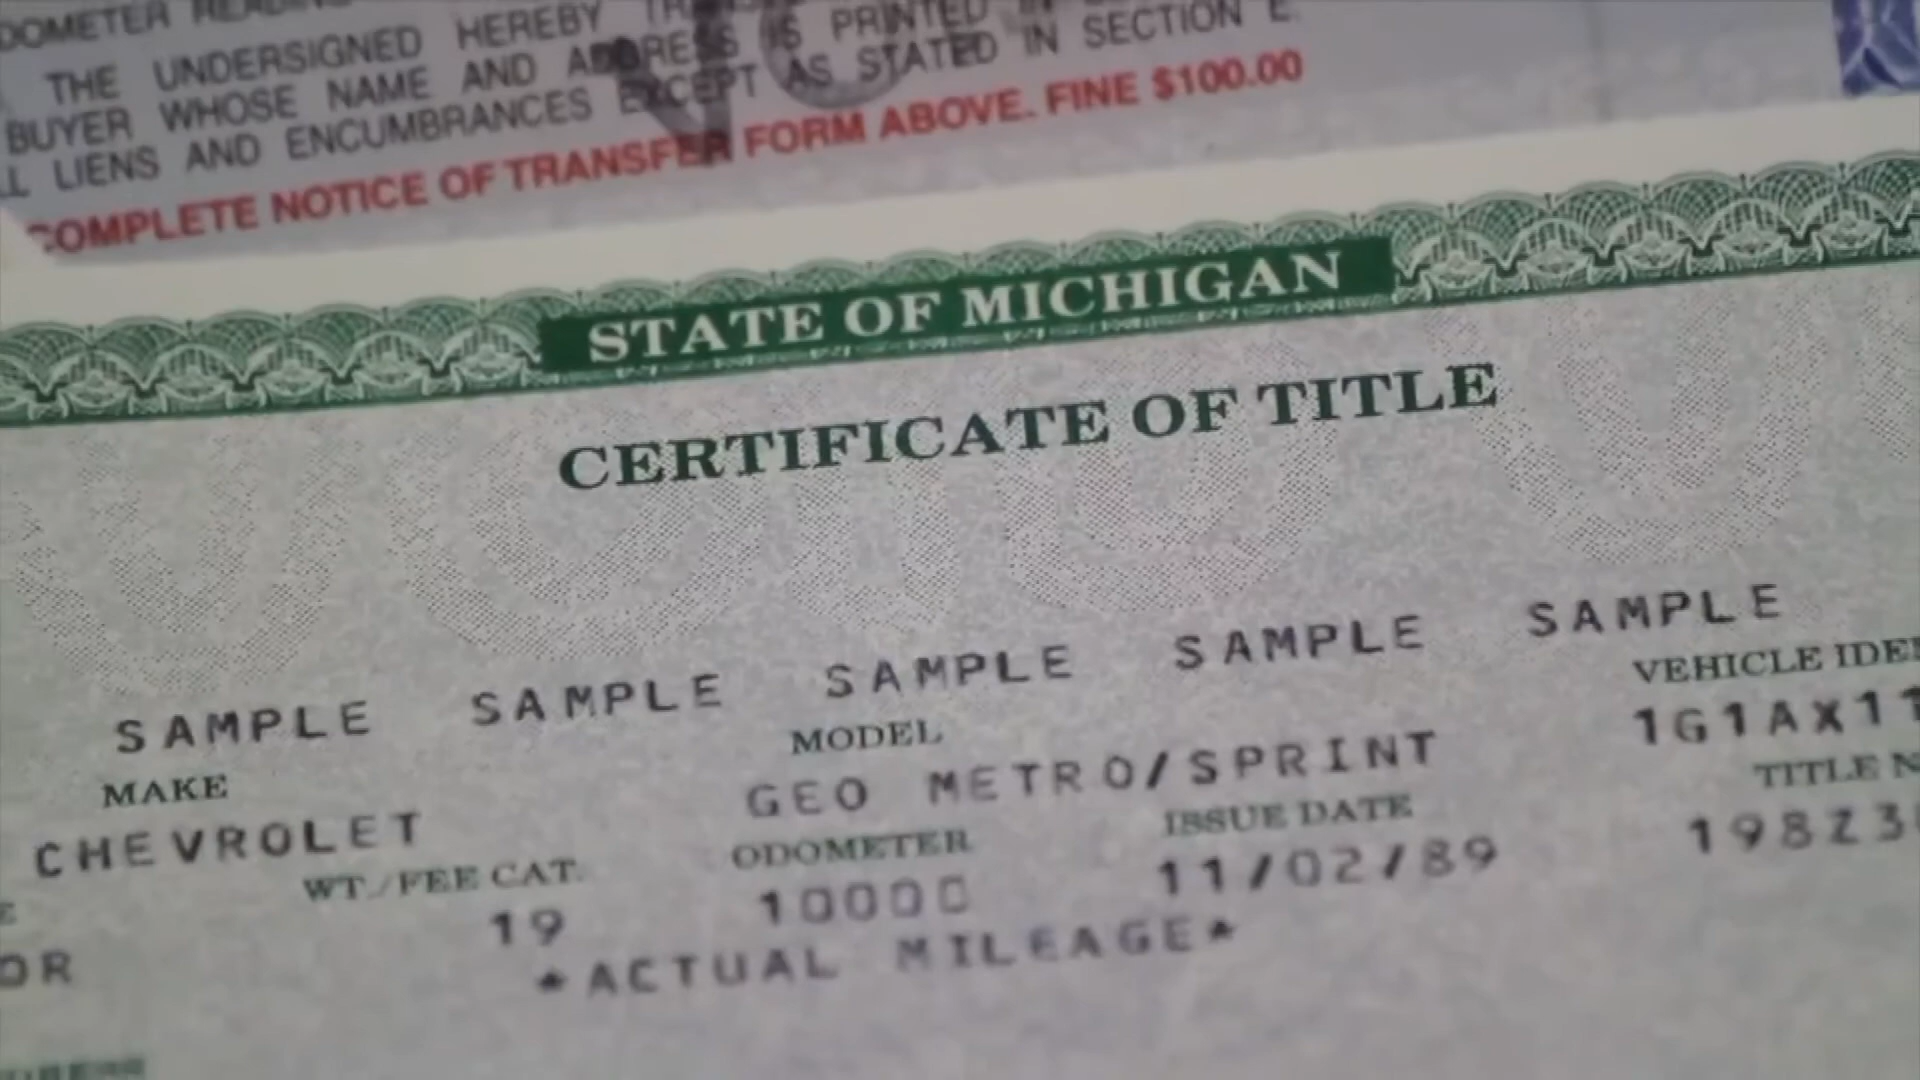 ODOMETER
THE UNDERSIGNED HEREBY
BUYER WHOSE NAME AND ADDRESS IS PRINTED
LL LIENS AND ENCUMBRANCES EXCEPT AS STATED IN SECTION E.
COMPLETE NOTICE OF TRANSFER FORM ABOVE. FINE $100.00
STATE OF MICHIGAN
CERTIFICATE OF TITLE
SAMPLE SAMPLE SAMPLE SAMPLE SAMPLE
MAKE MODEL VEHICLE IDE
CHEVROLET GEO METRO/SPRINT 1G1AX11
WT./FEE CAT. ODOMETER ISSUE DATE TITLE N
19 10000 11/02/89 198Z3
OR *ACTUAL MILEAGE*